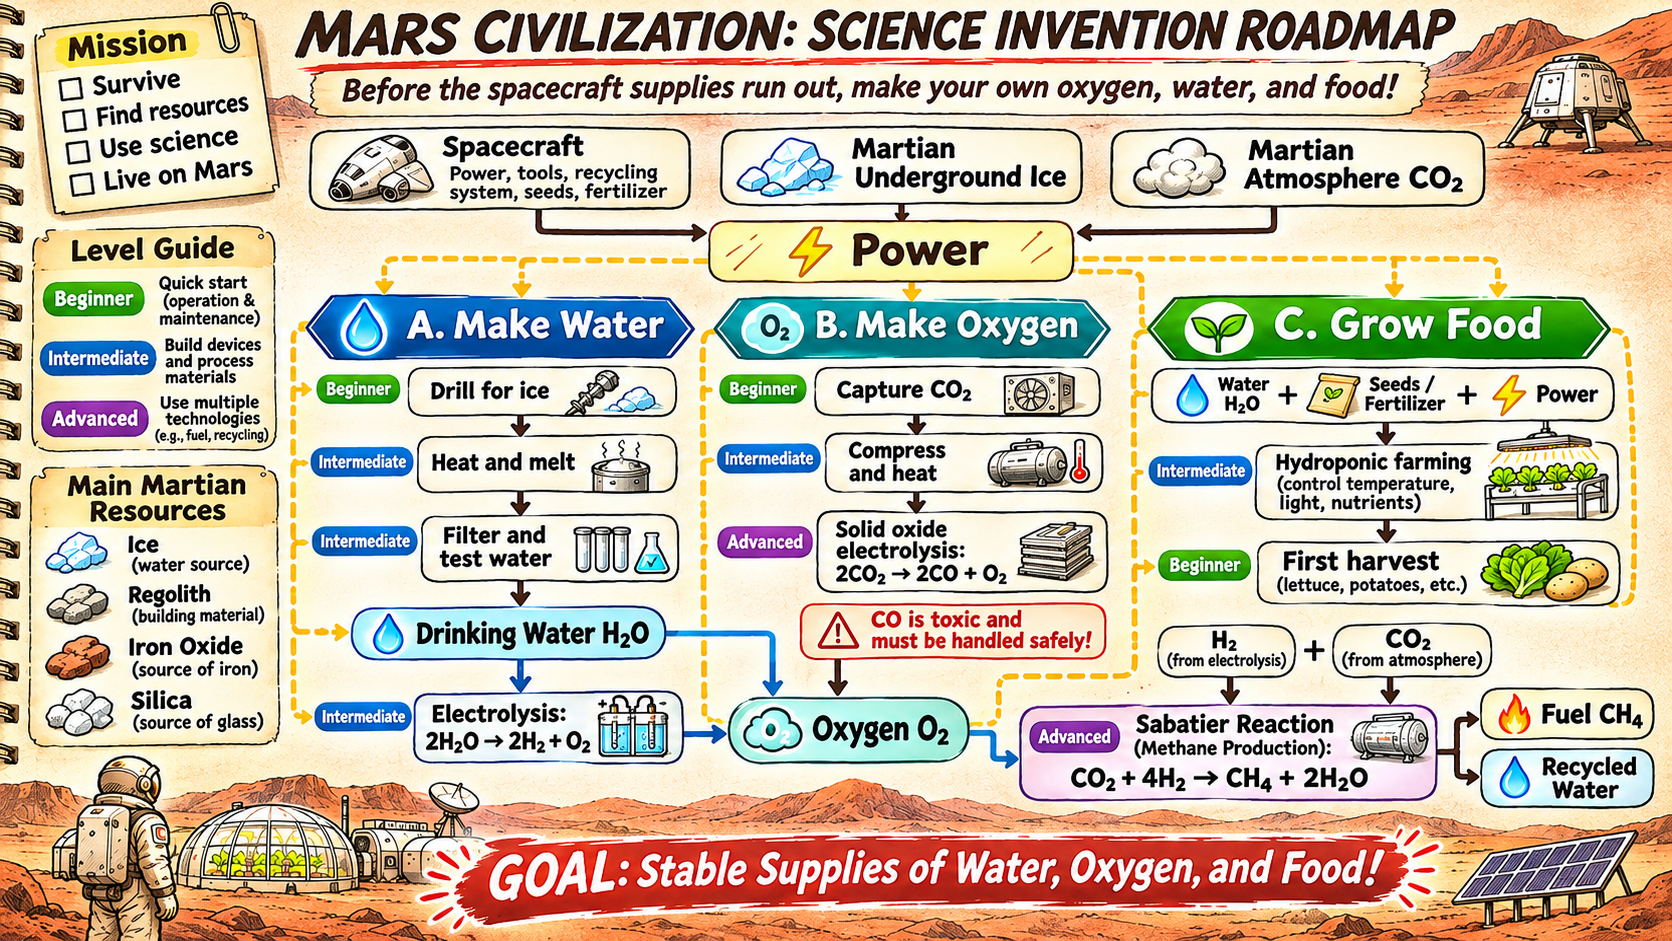 MARS CIVILIZATION: SCIENCE INVENTION ROADMAP
Before the spacecraft supplies run out, make your own oxygen, water, and food!
Mission
Survive
Find resources
Use science
Live on Mars
Level Guide
Beginner
Quick start
(operation &
maintenance)
Intermediate
Build devices
and process
materials
Advanced
Use multiple
technologies
(e.g., fuel, recycling)
Main Martian
Resources
Ice
(water source)
Regolith
(building material)
Iron Oxide
(source of iron)
Silica
(source of glass)
Spacecraft
Power, tools, recycling
system, seeds, fertilizer
Martian
Underground Ice
Martian
Atmosphere CO₂
Power
A. Make Water
Beginner
Drill for ice
Intermediate
Heat and melt
Intermediate
Filter and
test water
Drinking Water H₂O
Intermediate
Electrolysis:
2H₂O → 2H₂ + O₂
+ -
O₂
B. Make Oxygen
Beginner
Capture CO₂
Intermediate
Compress
and heat
Advanced
Solid oxide
electrolysis:
2CO₂ → 2CO + O₂
CO is toxic and
must be handled safely!
O₂
Oxygen O₂
C. Grow Food
Water
H₂O
+
Seeds /
Fertilizer
+
Power
Intermediate
Hydroponic farming
(control temperature,
light, nutrients)
Beginner
First harvest
(lettuce, potatoes, etc.)
H₂
(from electrolysis)
+
CO₂
(from atmosphere)
Advanced
Sabatier Reaction
(Methane Production):
CO₂ + 4H₂ → CH₄ + 2H₂O
Fuel CH₄
Recycled
Water
GOAL: Stable Supplies of Water, Oxygen, and Food!